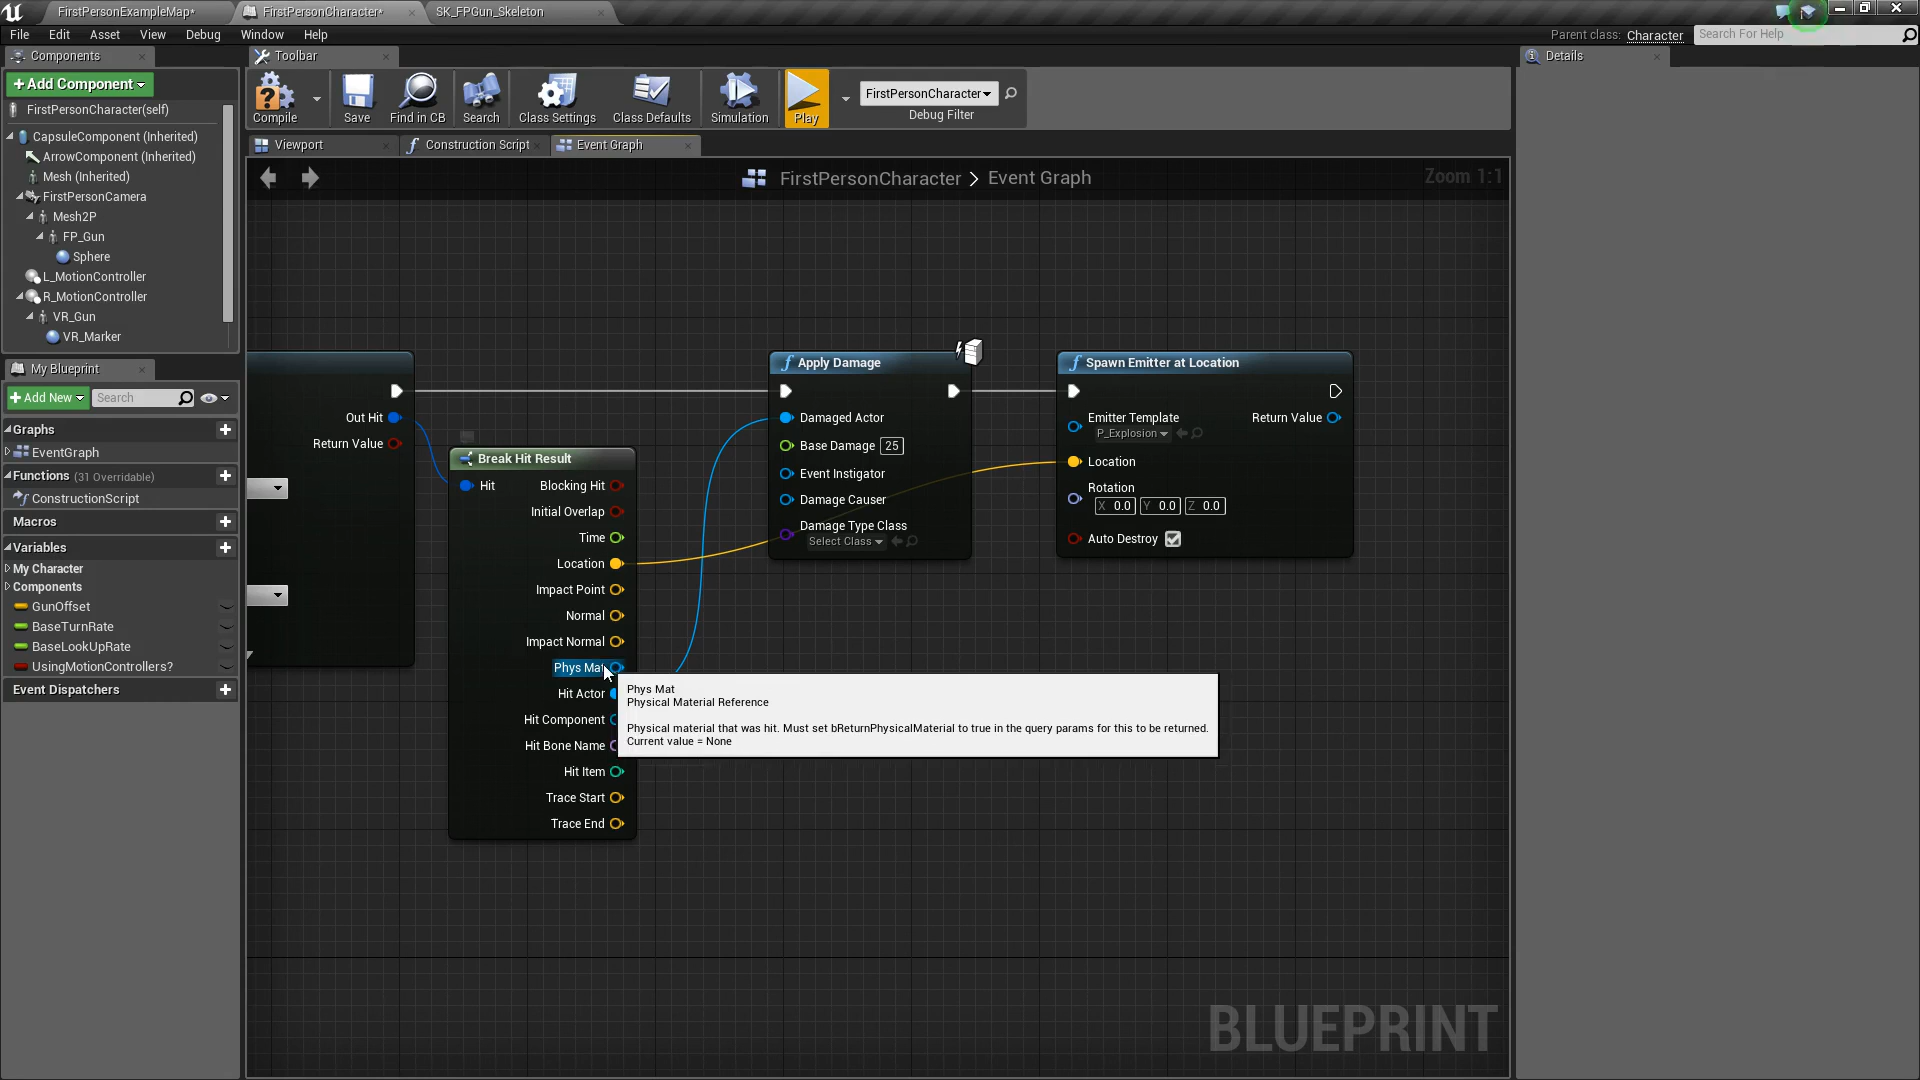 FirstPersonExampleMap*
FirstPersonCharacter*
SK_FPGun_Skeleton
File Edit Asset View Debug Window Help
Parent class: Character
Search For Help
Components
Toolbar
Details
+Add Component
FirstPersonCharacter(self)
CapsuleComponent (Inherited)
ArrowComponent (Inherited)
Mesh (Inherited)
FirstPersonCamera
Mesh2P
FP_Gun
Sphere
L_MotionController
R_MotionController
VR_Gun
VR_Marker
Compile
Save
Find in CB
Search
Class Settings
Class Defaults
Simulation
Play
FirstPersonCharacter
Debug Filter
Viewport
Construction Script
Event Graph
FirstPersonCharacter > Event Graph
Zoom 1:1
My Blueprint
+Add New
Search
Graphs
EventGraph
Functions (31 Overridable)
ConstructionScript
Macros
Variables
My Character
Components
GunOffset
BaseTurnRate
BaseLookUpRate
UsingMotionControllers?
Event Dispatchers
Out Hit
Return Value
Break Hit Result
Hit
Blocking Hit
Initial Overlap
Time
Location
Impact Point
Normal
Impact Normal
Phys Mat
Hit Actor
Hit Component
Hit Bone Name
Hit Item
Trace Start
Trace End
Apply Damage
Damaged Actor
Base Damage 25
Event Instigator
Damage Causer
Damage Type Class
Select Class
Spawn Emitter at Location
Emitter Template
P_Explosion
Return Value
Location
Rotation
X 0.0 Y 0.0 Z 0.0
Auto Destroy
Phys Mat
Physical Material Reference
Physical material that was hit. Must set bReturnPhysicalMaterial to true in the query params for this to be returned.
Current value = None
BLUEPRINT